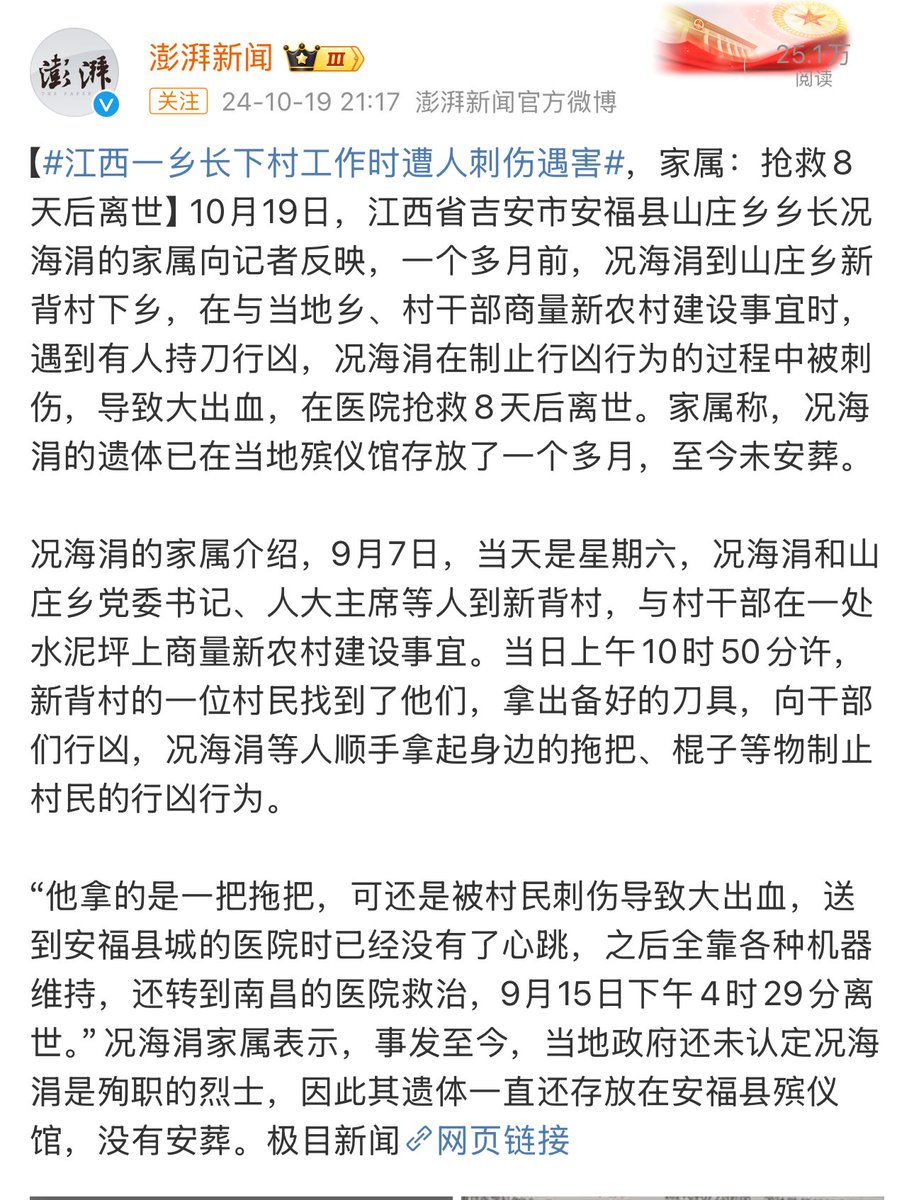 澎湃
THE PAPER
澎湃新闻 III
25.1万
阅读
关注 24-10-19 21:17 澎湃新闻官方微博
【#江西一乡长下村工作时遭人刺伤遇害#，家属：抢救8
天后离世】10月19日，江西省吉安市安福县山庄乡乡长况
海涓的家属向记者反映，一个多月前，况海涓到山庄乡新
背村下乡，在与当地乡、村干部商量新农村建设事宜时，
遇到有人持刀行凶，况海涓在制止行凶行为的过程中被刺
伤，导致大出血，在医院抢救8天后离世。家属称，况海
涓的遗体已在当地殡仪馆存放了一个多月，至今未安葬。
况海涓的家属介绍，9月7日，当天是星期六，况海涓和山
庄乡党委书记、人大主席等人到新背村，与村干部在一处
水泥坪上商量新农村建设事宜。当日上午10时50分许，
新背村的一位村民找到了他们，拿出备好的刀具，向干部
们行凶，况海涓等人顺手拿起身边的拖把、棍子等物制止
村民的行凶行为。
“他拿的是一把拖把，可还是被村民刺伤导致大出血，送
到安福县城的医院时已经没有了心跳，之后全靠各种机器
维持，还转到南昌的医院救治，9月15日下午4时29分离
世。”况海涓家属表示，事发至今，当地政府还未认定况海
涓是殉职的烈士，因此其遗体一直还存放在安福县殡仪
馆，没有安葬。极目新闻网页链接